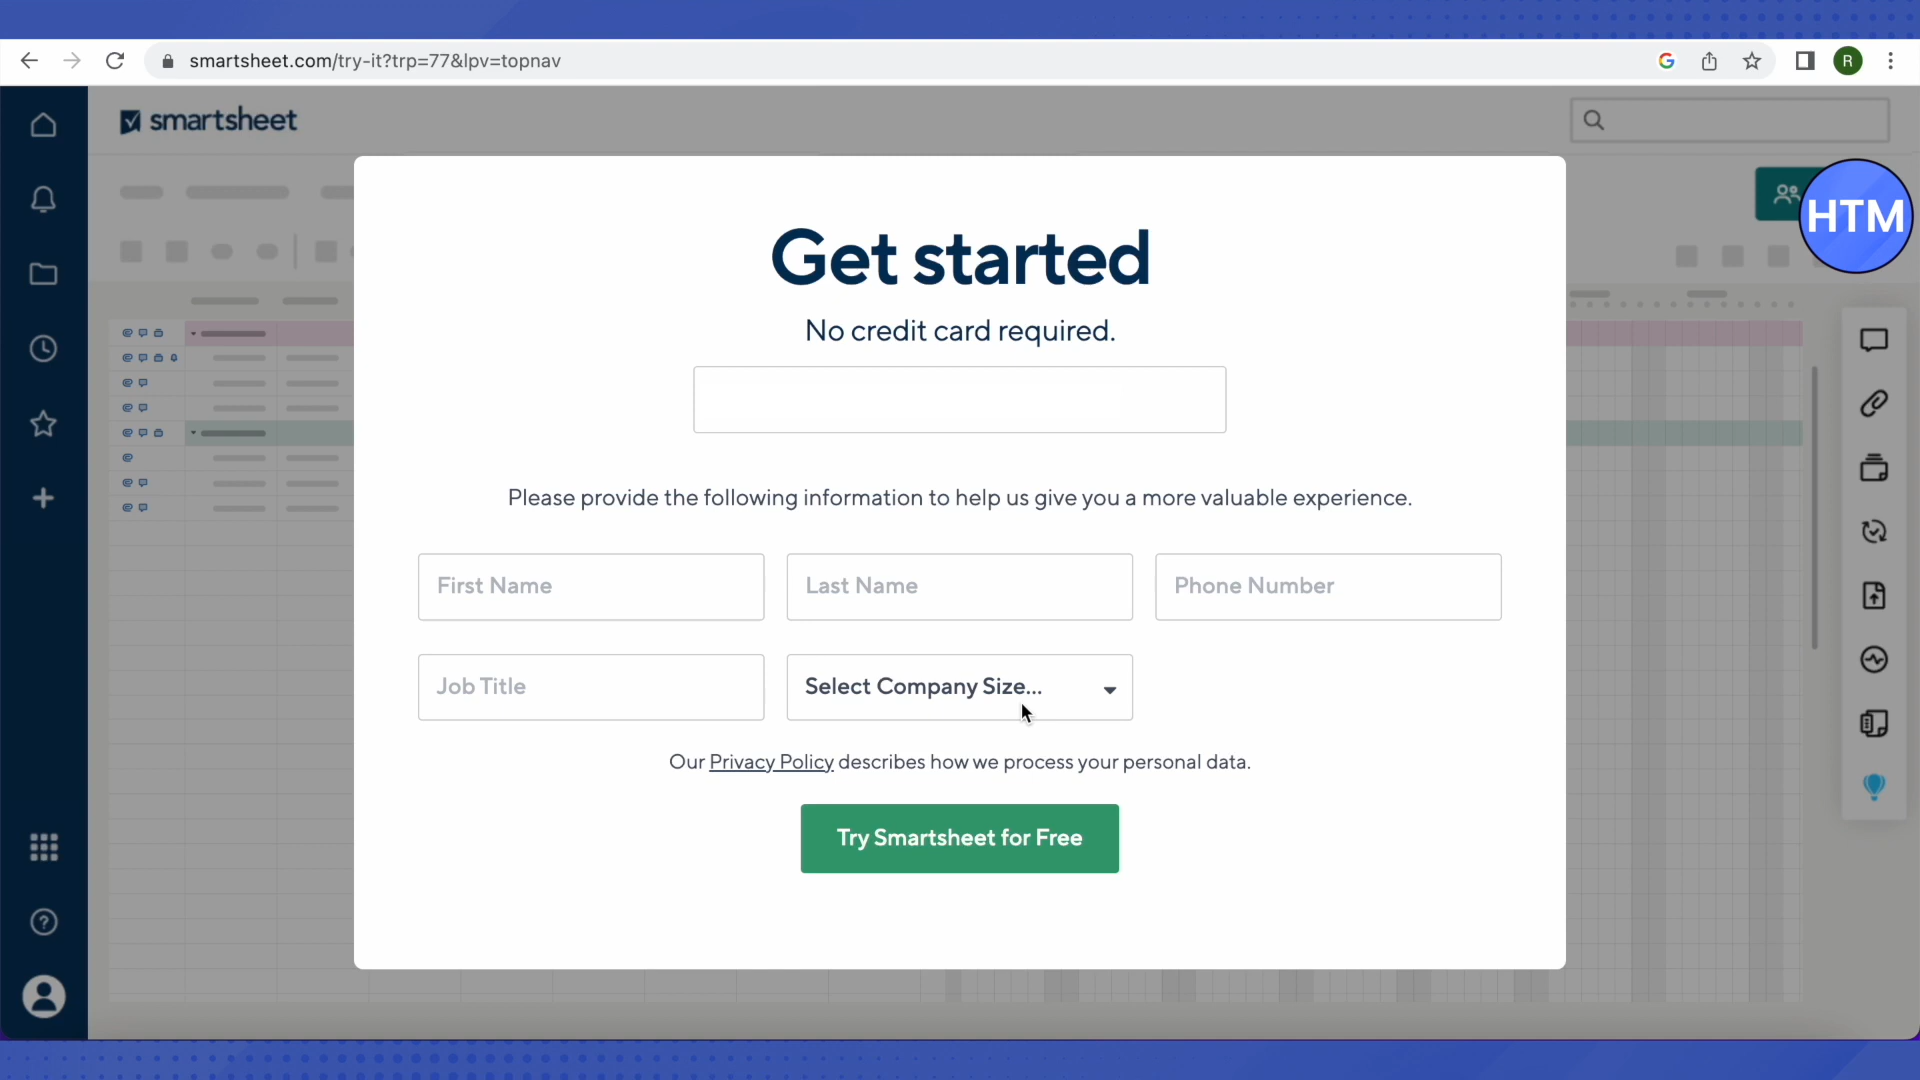 smartsheet.com/try-it?trp=77&lpv=topnav
R
smartsheet
HTM
Get started
No credit card required.
Please provide the following information to help us give you a more valuable experience.
First Name
Last Name
Phone Number
Job Title
Select Company Size...
Our Privacy Policy describes how we process your personal data.
Try Smartsheet for Free